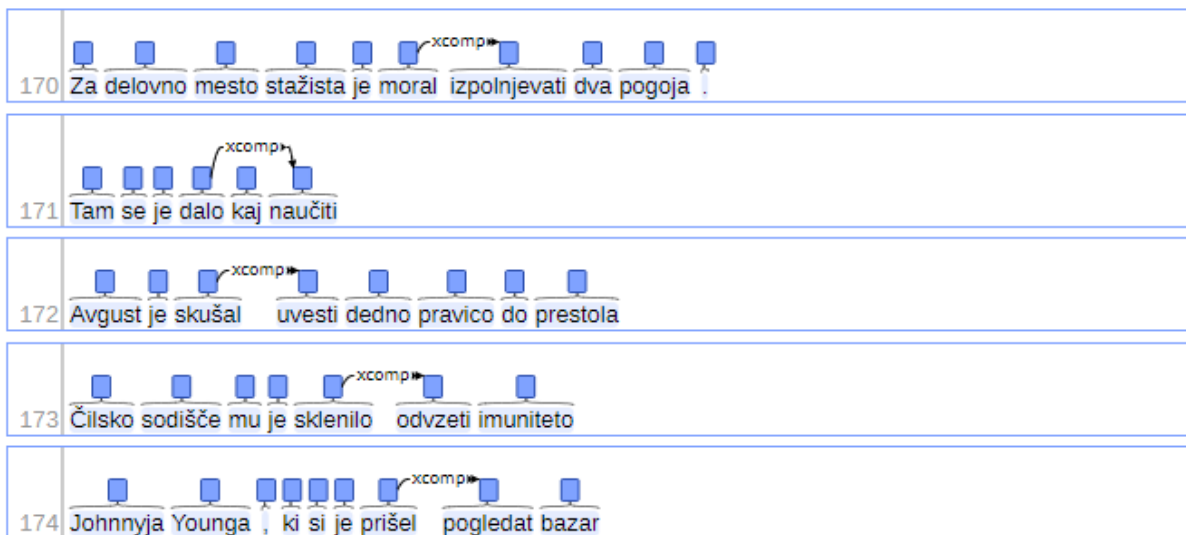 xcomp
170 Za delovno mesto stažista je moral izpolnjevati dva pogoja .
xcomp
171 Tam se je dalo kaj naučiti
xcomp
172 Avgust je skušal uvesti dedno pravico do prestola
xcomp
173 Čilsko sodišče mu je sklenilo odvzeti imuniteto
xcomp
174 Johnnyja Younga , ki si je prišel pogledat bazar